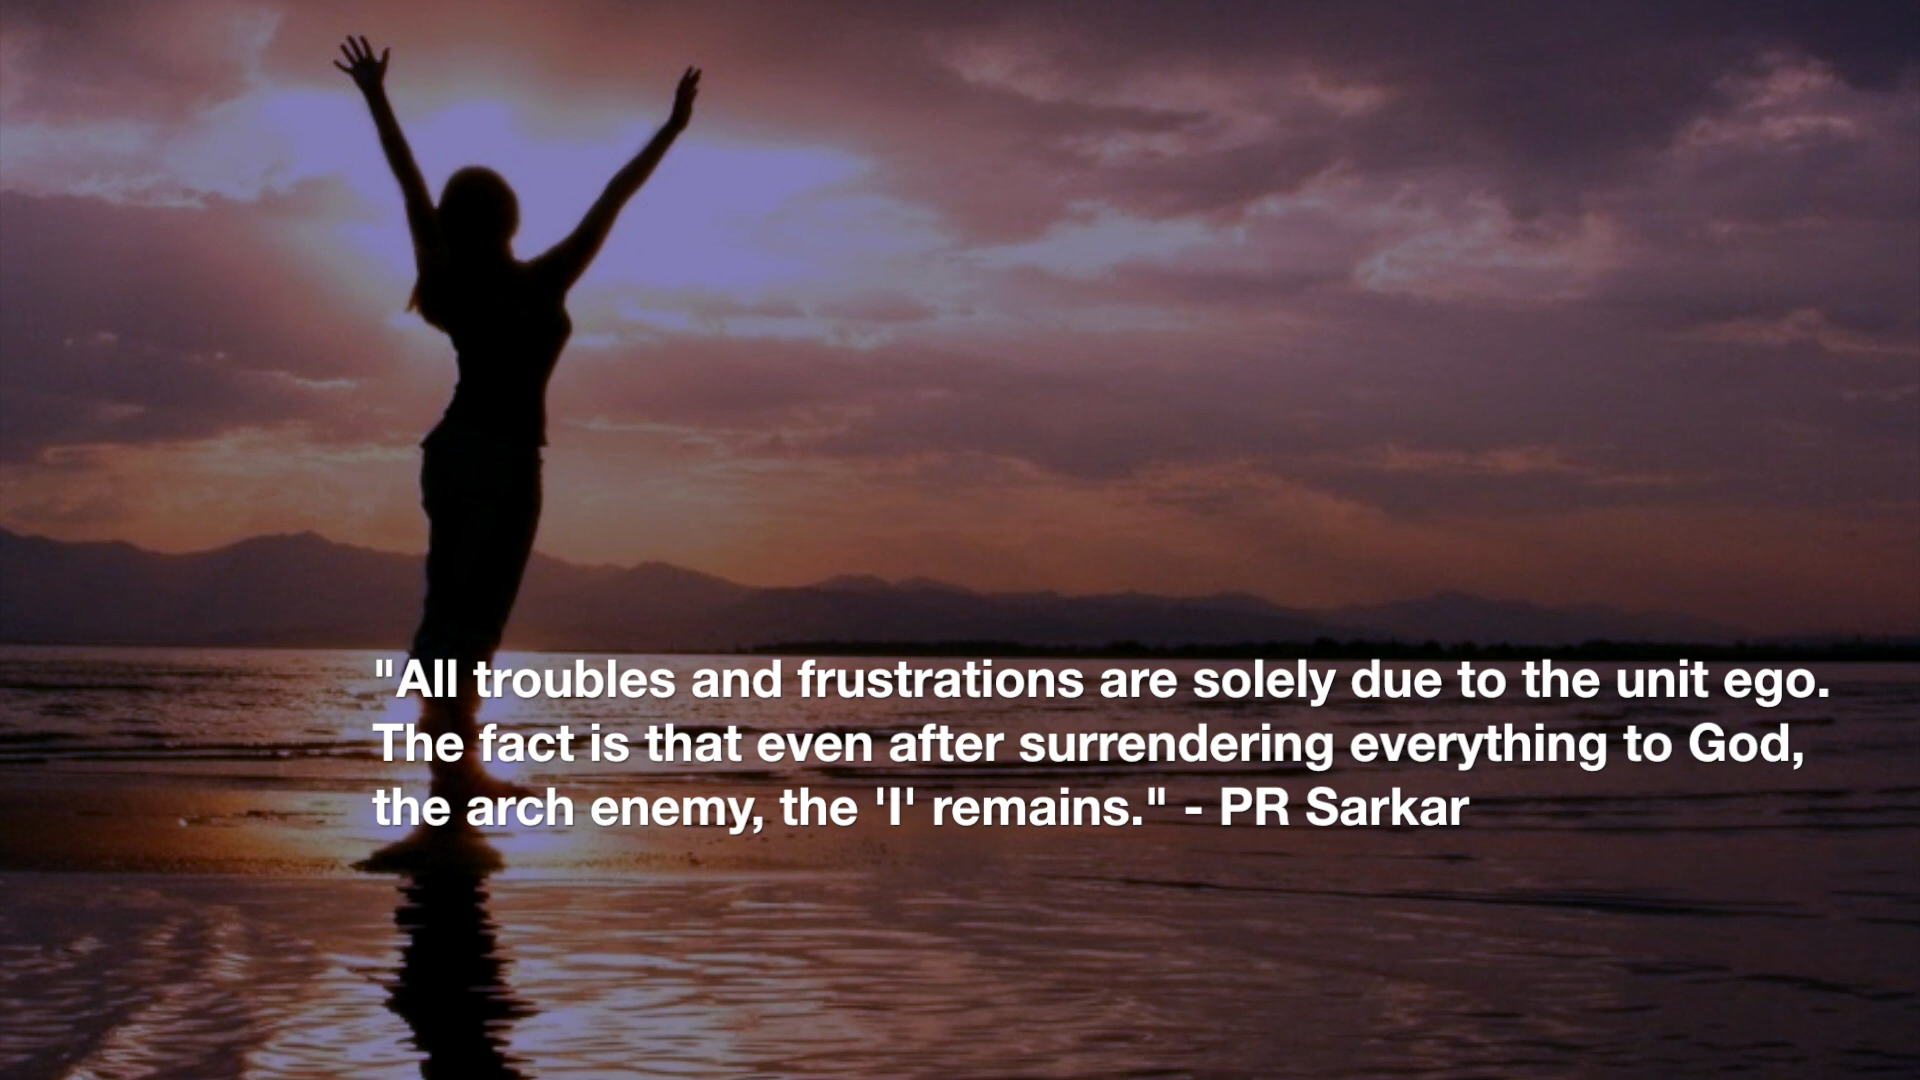 "All troubles and frustrations are solely due to the unit ego.
The fact is that even after surrendering everything to God,
the arch enemy, the 'I' remains." - PR Sarkar